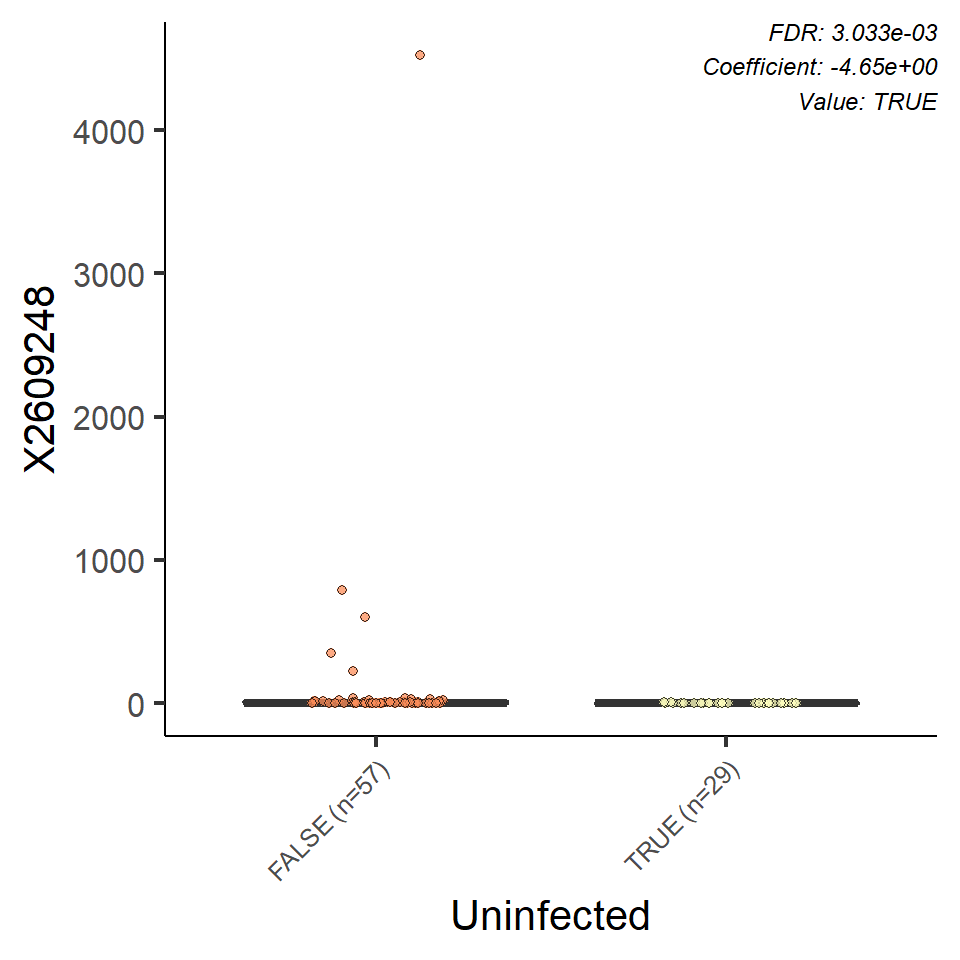 FDR: 3.033e-03
Coefficient: -4.65e+00
Value: TRUE
4000
3000
2000
1000
0
X2609248
FALSE (n=57)
TRUE (n=29)
Uninfected